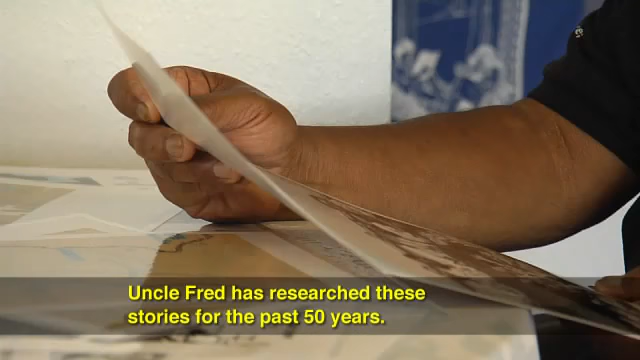 Uncle Fred has researched these
stories for the past 50 years.